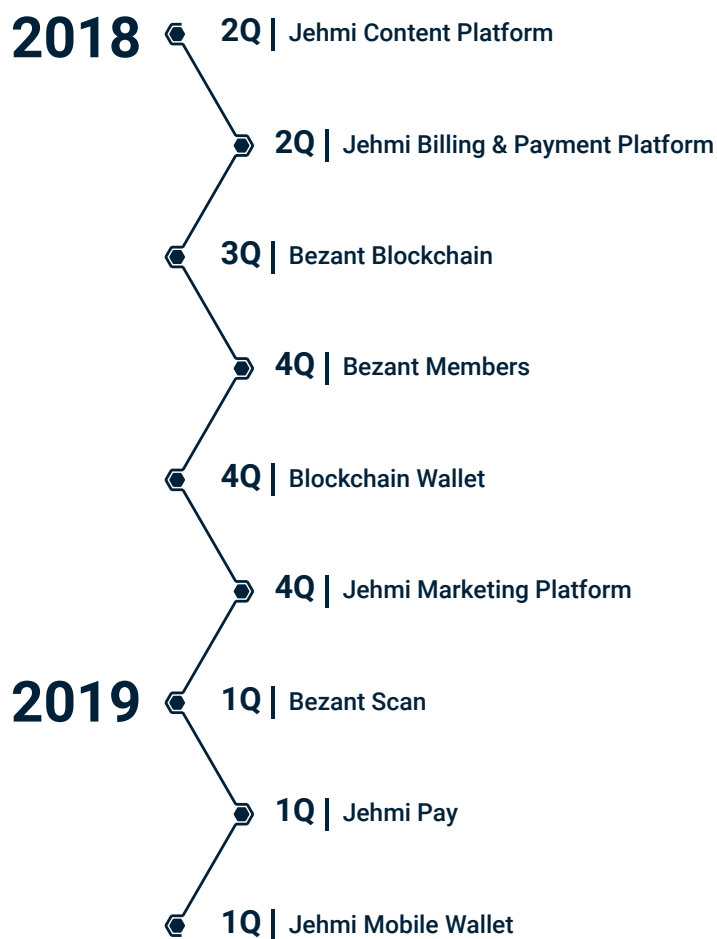 2018 2Q | Jehmi Content Platform
2Q | Jehmi Billing & Payment Platform
3Q | Bezant Blockchain
4Q | Bezant Members
4Q | Blockchain Wallet
4Q | Jehmi Marketing Platform
2019 1Q | Bezant Scan
1Q | Jehmi Pay
1Q | Jehmi Mobile Wallet